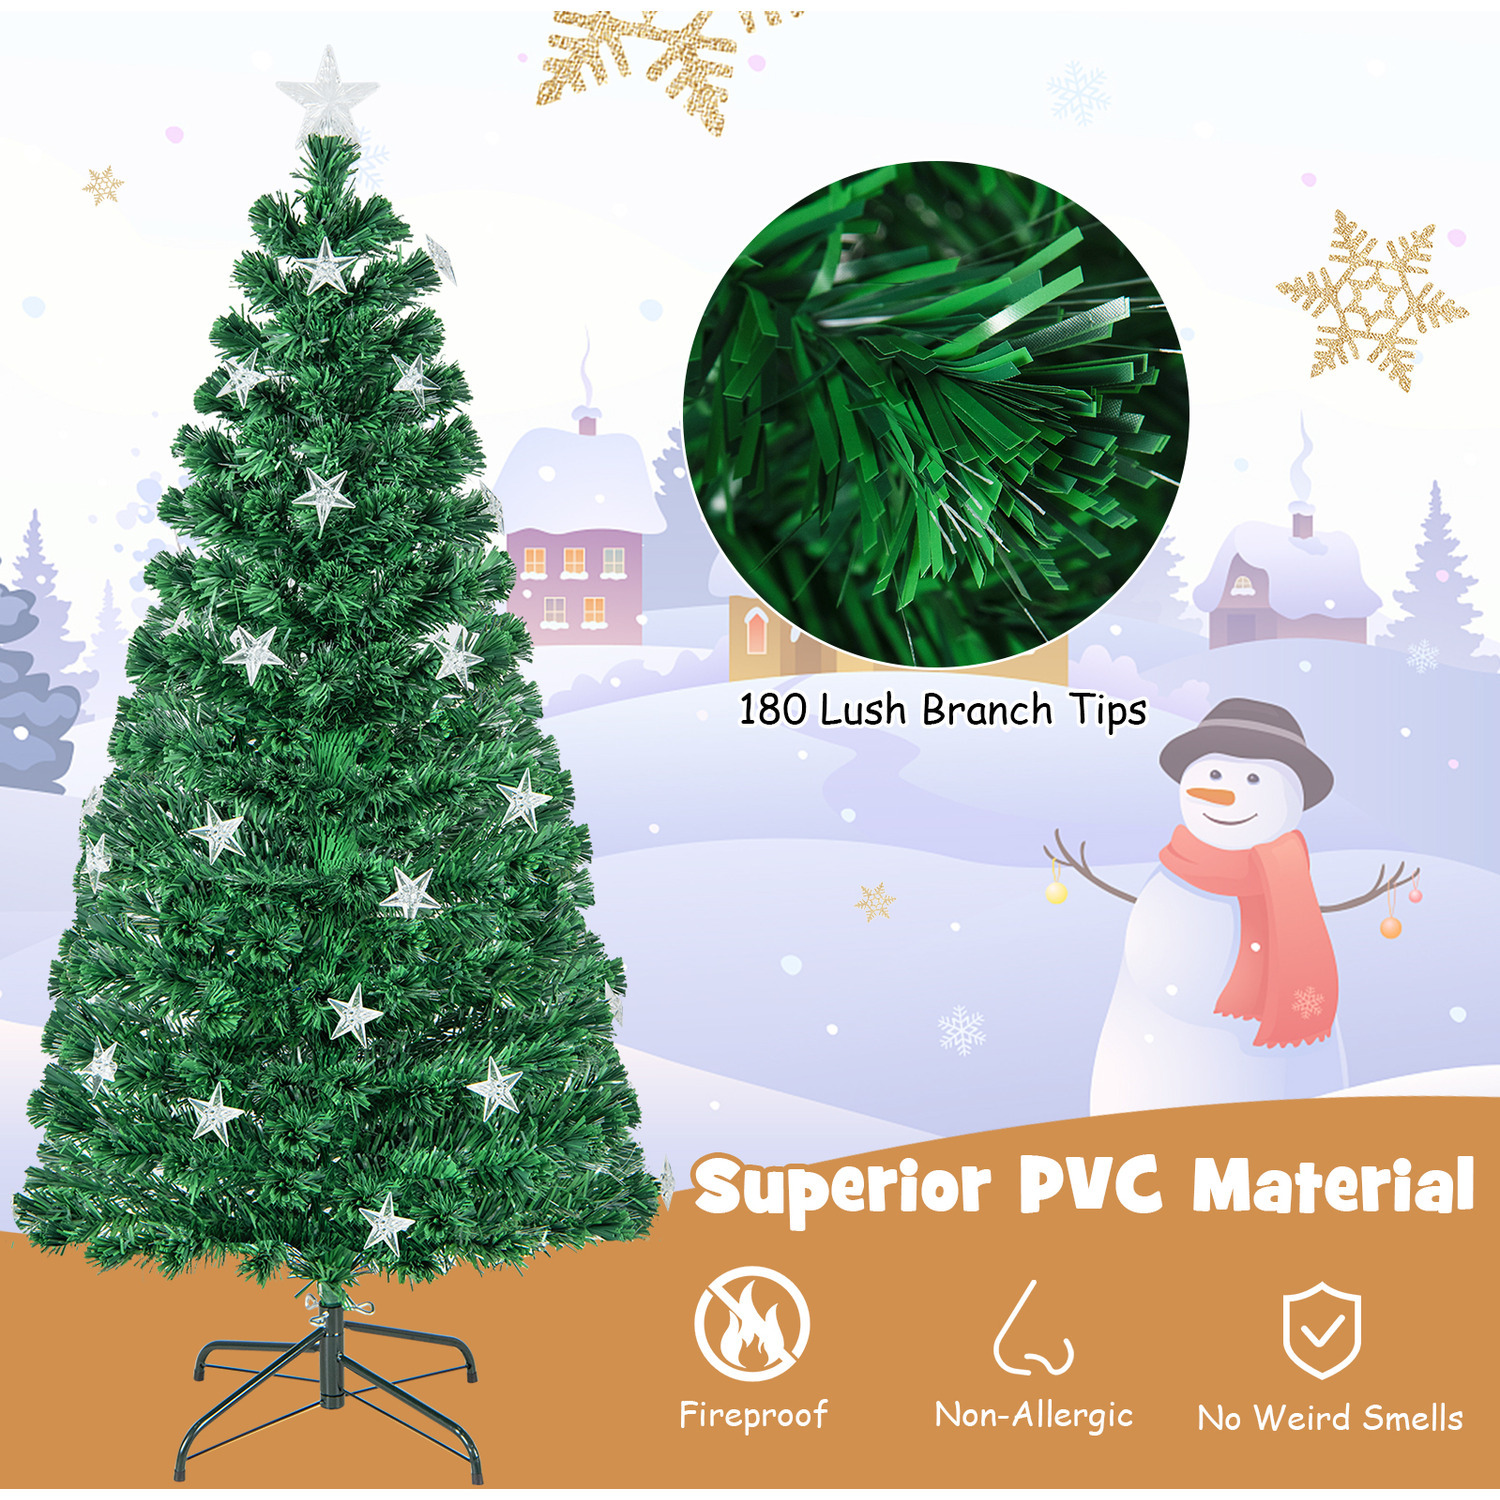 180 Lush Branch Tips
Superior PVC Material
Fireproof
Non-Allergic
No Weird Smells